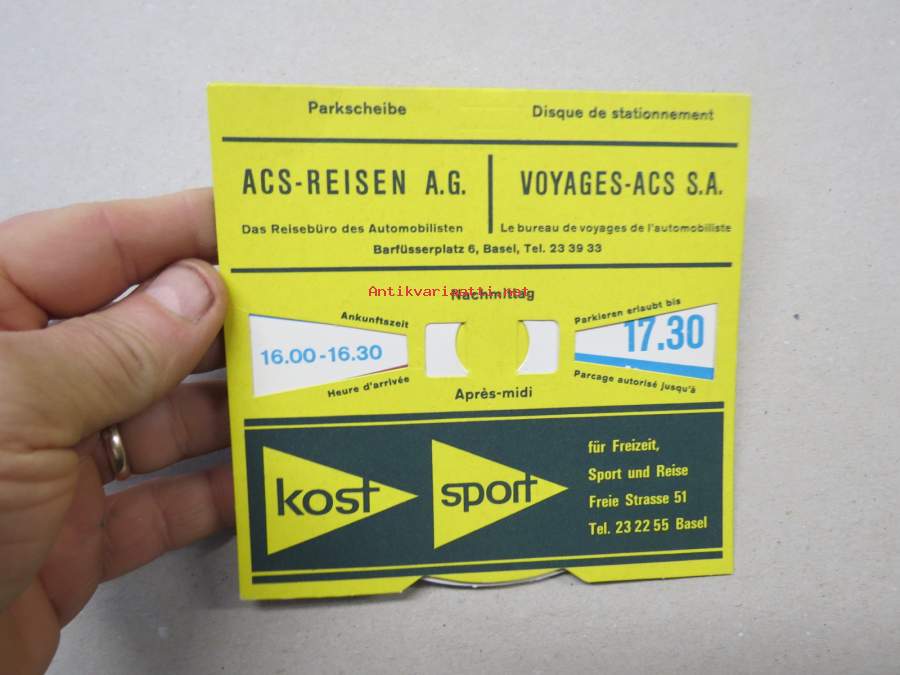 Parkscheibe
Disque de stationnement
ACS-REISEN A.G.
VOYAGES-ACS S.A.
Das Reisebüro des Automobilisten
Le bureau de voyages de l'automobiliste
Barfüsserplatz 6, Basel, Tel. 23 39 33
Antikvariantti.net
Nachmittag
Ankunftszeit
Parkieren erlaubt bis
16.00-16.30
17.30
Heure d'arrivée
Parcage autorisé jusqu'à
Après-midi
kost
sport
für Freizeit,
Sport und Reise
Freie Strasse 51
Tel. 23 22 55 Basel